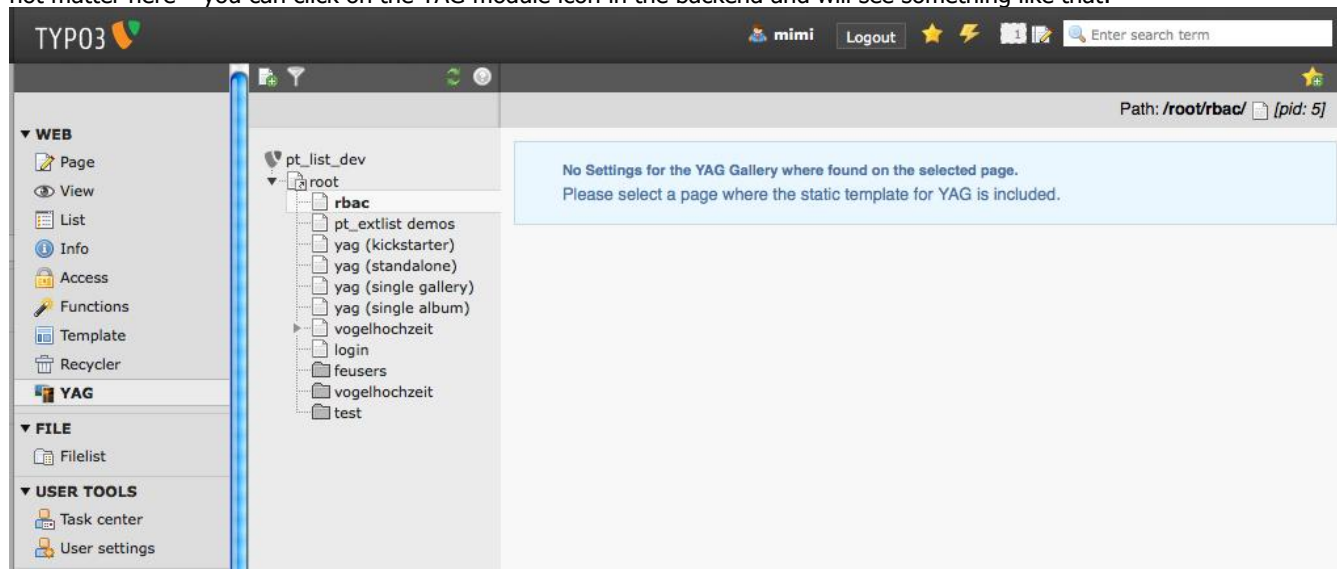 not matter here – you can click on the YAG module icon in the backend and will see something like that:
TYPO3
mimi
Logout
1
Enter search term
Path: /root/rbac/ [pid: 5]
WEB
Page
View
List
Info
Access
Functions
Template
Recycler
YAG
FILE
Filelist
USER TOOLS
Task center
User settings
pt_list_dev
root
rbac
pt_extlist demos
yag (kickstarter)
yag (standalone)
yag (single gallery)
yag (single album)
vogelhochzeit
login
feusers
vogelhochzeit
test
No Settings for the YAG Gallery where found on the selected page.
Please select a page where the static template for YAG is included.